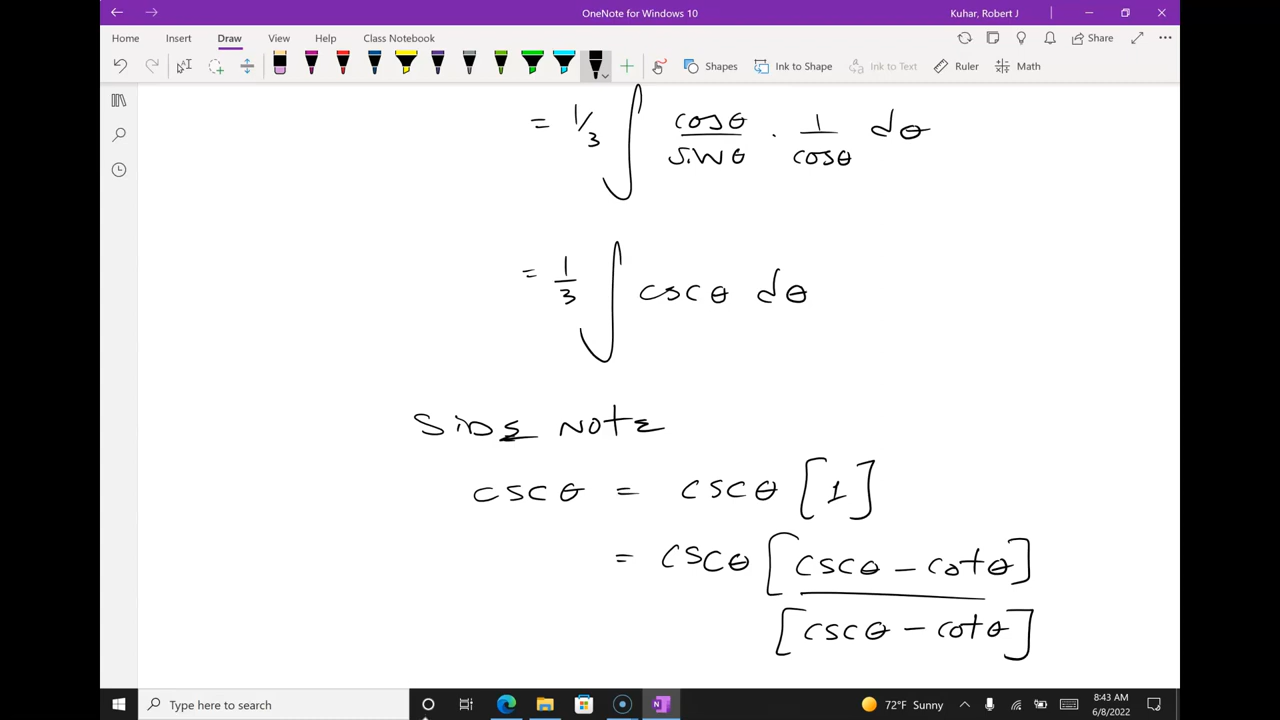 OneNote for Windows 10
Kuhar, Robert J
Home Insert Draw View Help Class Notebook
Share
Shapes Ink to Shape Ink to Text Ruler Math
= 1/3 ∫ cosθ/sinθ · 1/cosθ dθ
= 1/3 ∫ cscθ dθ
SIDE NOTE
cscθ = cscθ [1]
= cscθ [cscθ - cotθ]
[cscθ - cotθ]
Type here to search
72°F Sunny
8:43 AM
6/8/2022